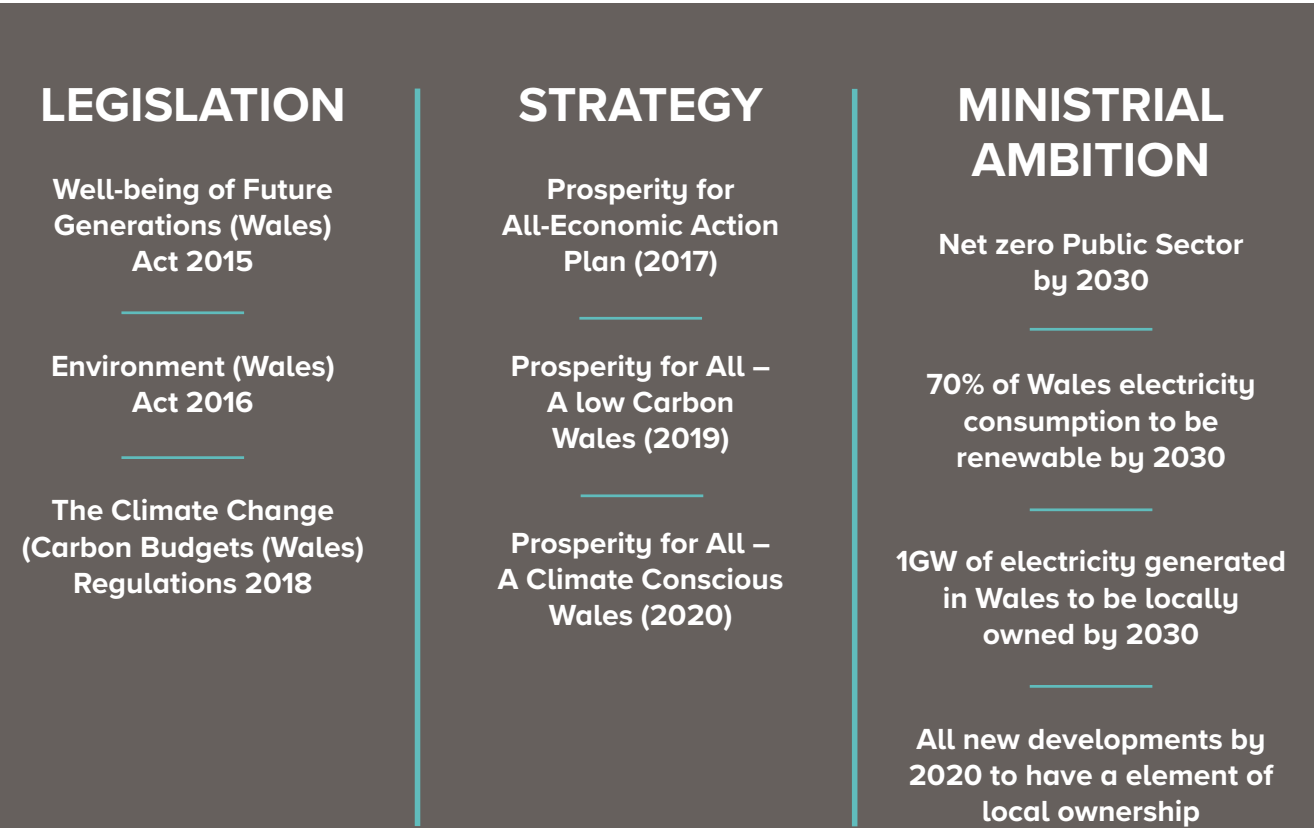 LEGISLATION
Well-being of Future
Generations (Wales)
Act 2015
Environment (Wales)
Act 2016
The Climate Change
(Carbon Budgets (Wales)
Regulations 2018
STRATEGY
Prosperity for
All-Economic Action
Plan (2017)
Prosperity for All –
A low Carbon
Wales (2019)
Prosperity for All –
A Climate Conscious
Wales (2020)
MINISTRIAL
AMBITION
Net zero Public Sector
by 2030
70% of Wales electricity
consumption to be
renewable by 2030
1GW of electricity generated
in Wales to be locally
owned by 2030
All new developments by
2020 to have a element of
local ownership